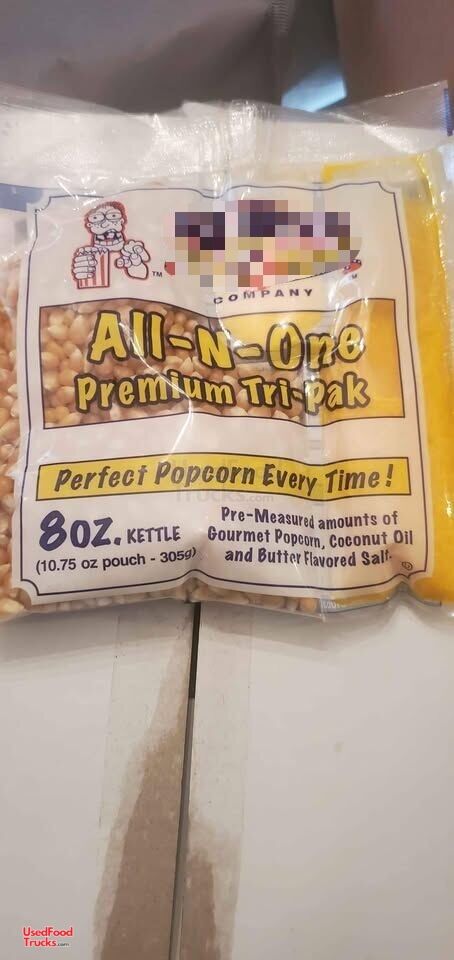 TM
COMPANY
All-N-One
Premium Tri-Pak
Perfect Popcorn Every Time!
8oz. KETTLE
(10.75 oz pouch - 305g)
Pre-Measured amounts of
Gourmet Popcorn, Coconut Oil
and Butter Flavored Salt.
UsedFood
Trucks.com